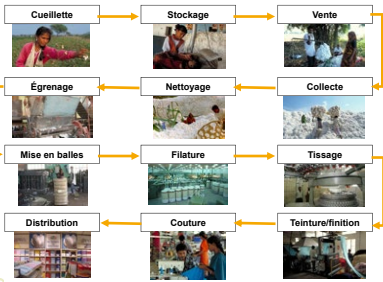 Cueillette
Stockage
Vente
Égrenage
Nettoyage
Collecte
Mise en balles
Filature
Tissage
Distribution
Couture
Teinture/finition